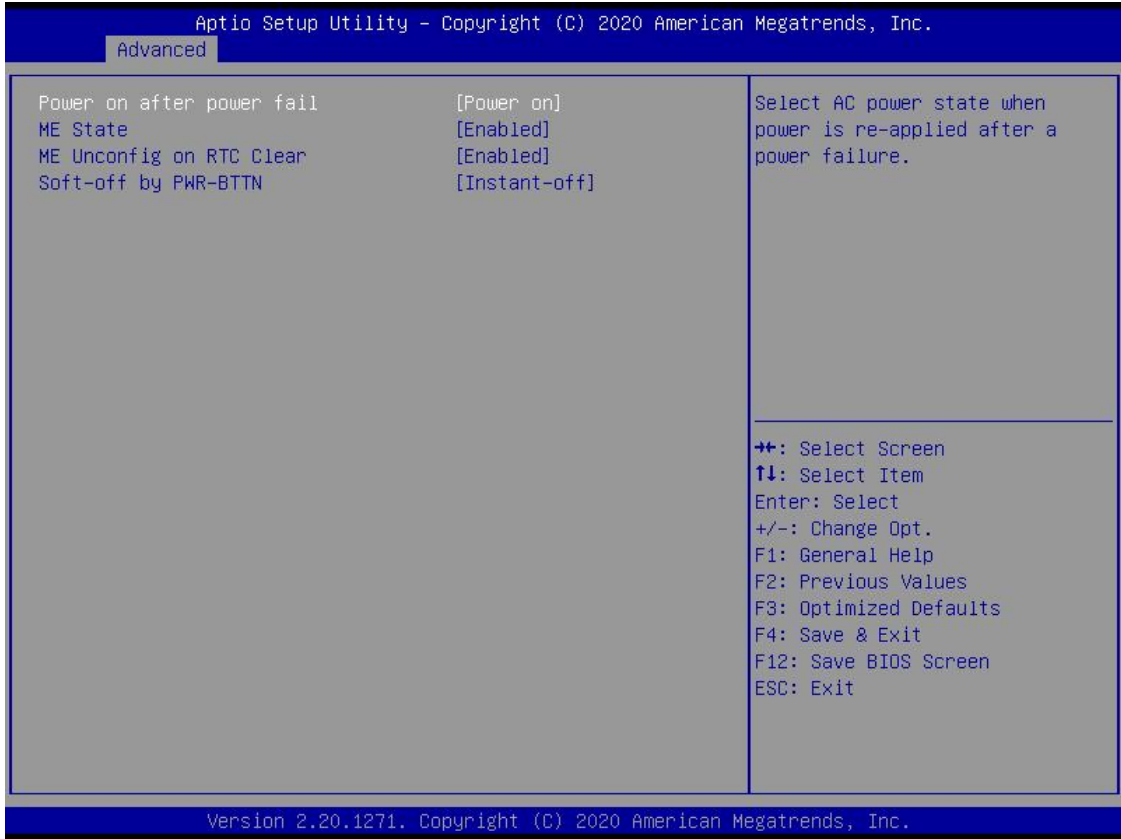 Aptio Setup Utility – Copyright (C) 2020 American Megatrends, Inc.
Advanced
Power on after power fail [Power on]
ME State [Enabled]
ME Unconfig on RTC Clear [Enabled]
Soft-off by PWR-BTTN [Instant-off]
Select AC power state when
power is re-applied after a
power failure.
→←: Select Screen
↑↓: Select Item
Enter: Select
+/-: Change Opt.
F1: General Help
F2: Previous Values
F3: Optimized Defaults
F4: Save & Exit
F12: Save BIOS Screen
ESC: Exit
Version 2.20.1271. Copyright (C) 2020 American Megatrends, Inc.